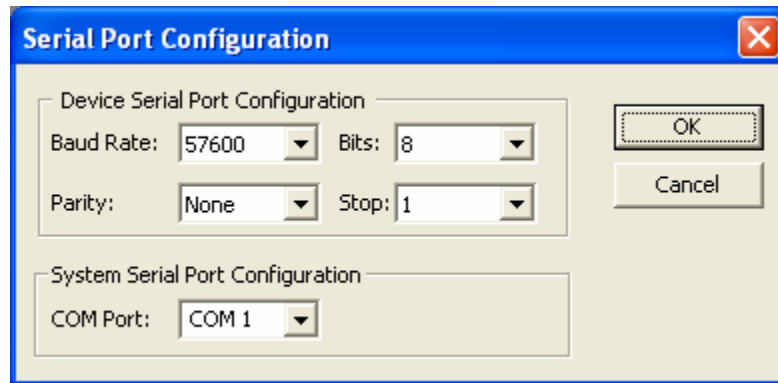 Serial Port Configuration
Device Serial Port Configuration
Baud Rate: 57600 Bits: 8
OK
Parity: None Stop: 1
Cancel
System Serial Port Configuration
COM Port: COM 1